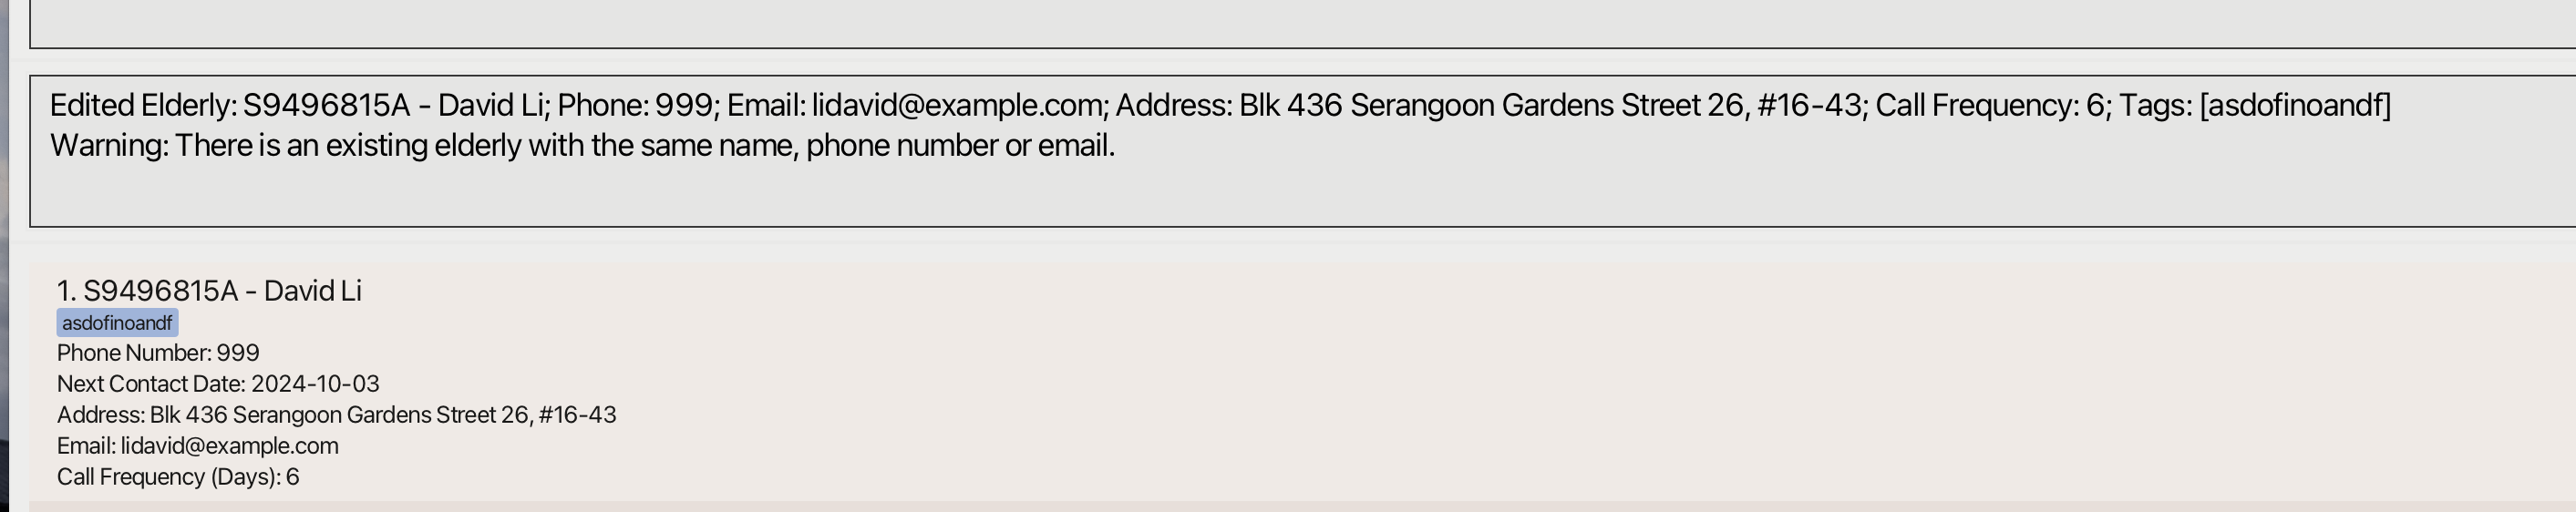 Edited Elderly: S9496815A - David Li; Phone: 999; Email: lidavid@example.com; Address: Blk 436 Serangoon Gardens Street 26, #16-43; Call Frequency: 6; Tags: [asdofinoandf]
Warning: There is an existing elderly with the same name, phone number or email.
1. S9496815A - David Li
asdofinoandf
Phone Number: 999
Next Contact Date: 2024-10-03
Address: Blk 436 Serangoon Gardens Street 26, #16-43
Email: lidavid@example.com
Call Frequency (Days): 6